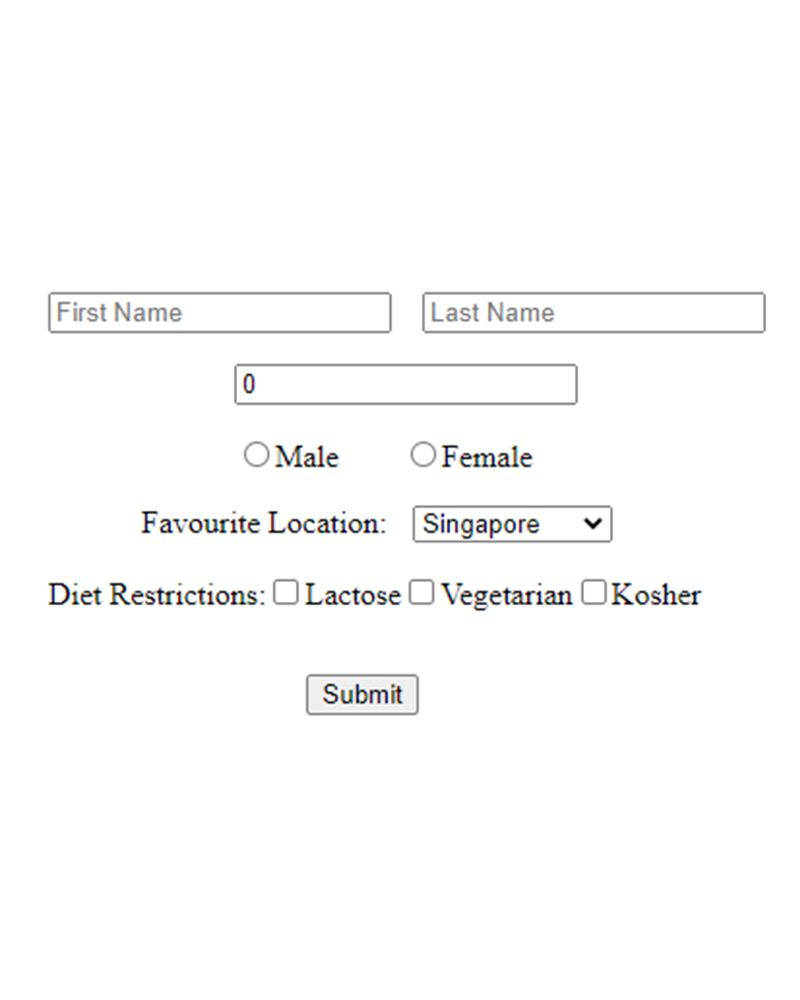 First Name Last Name
0
Male Female
Favourite Location: Singapore
Diet Restrictions: Lactose Vegetarian Kosher
Submit